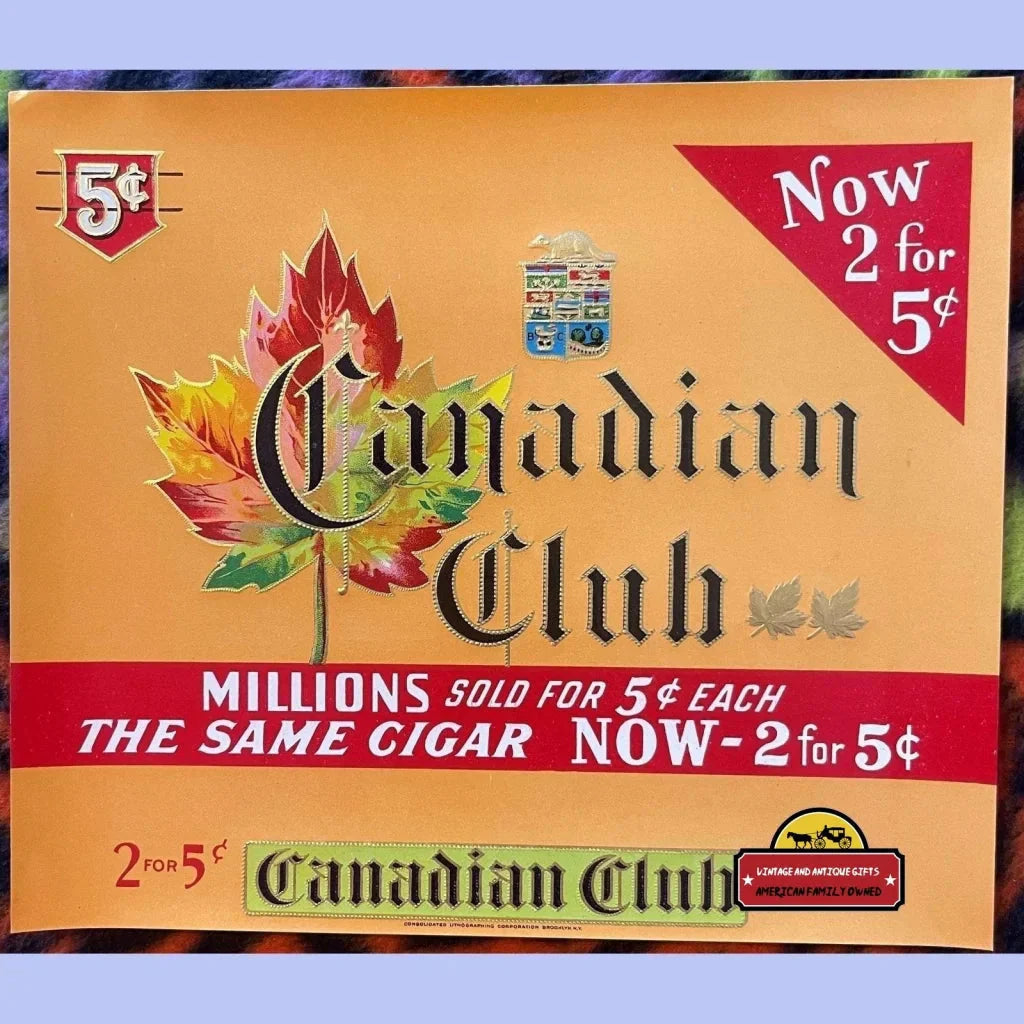 5¢
Now
2 for
5¢
B C
Canadian
Club
MILLIONS SOLD FOR 5¢ EACH
THE SAME CIGAR NOW-2 for 5¢
2 FOR 5¢
Canadian Club
CONSOLIDATED LITHOGRAPHING CORPORATION BROOKLYN N.Y.
VINTAGE AND ANTIQUE GIFTS
AMERICAN FAMILY OWNED